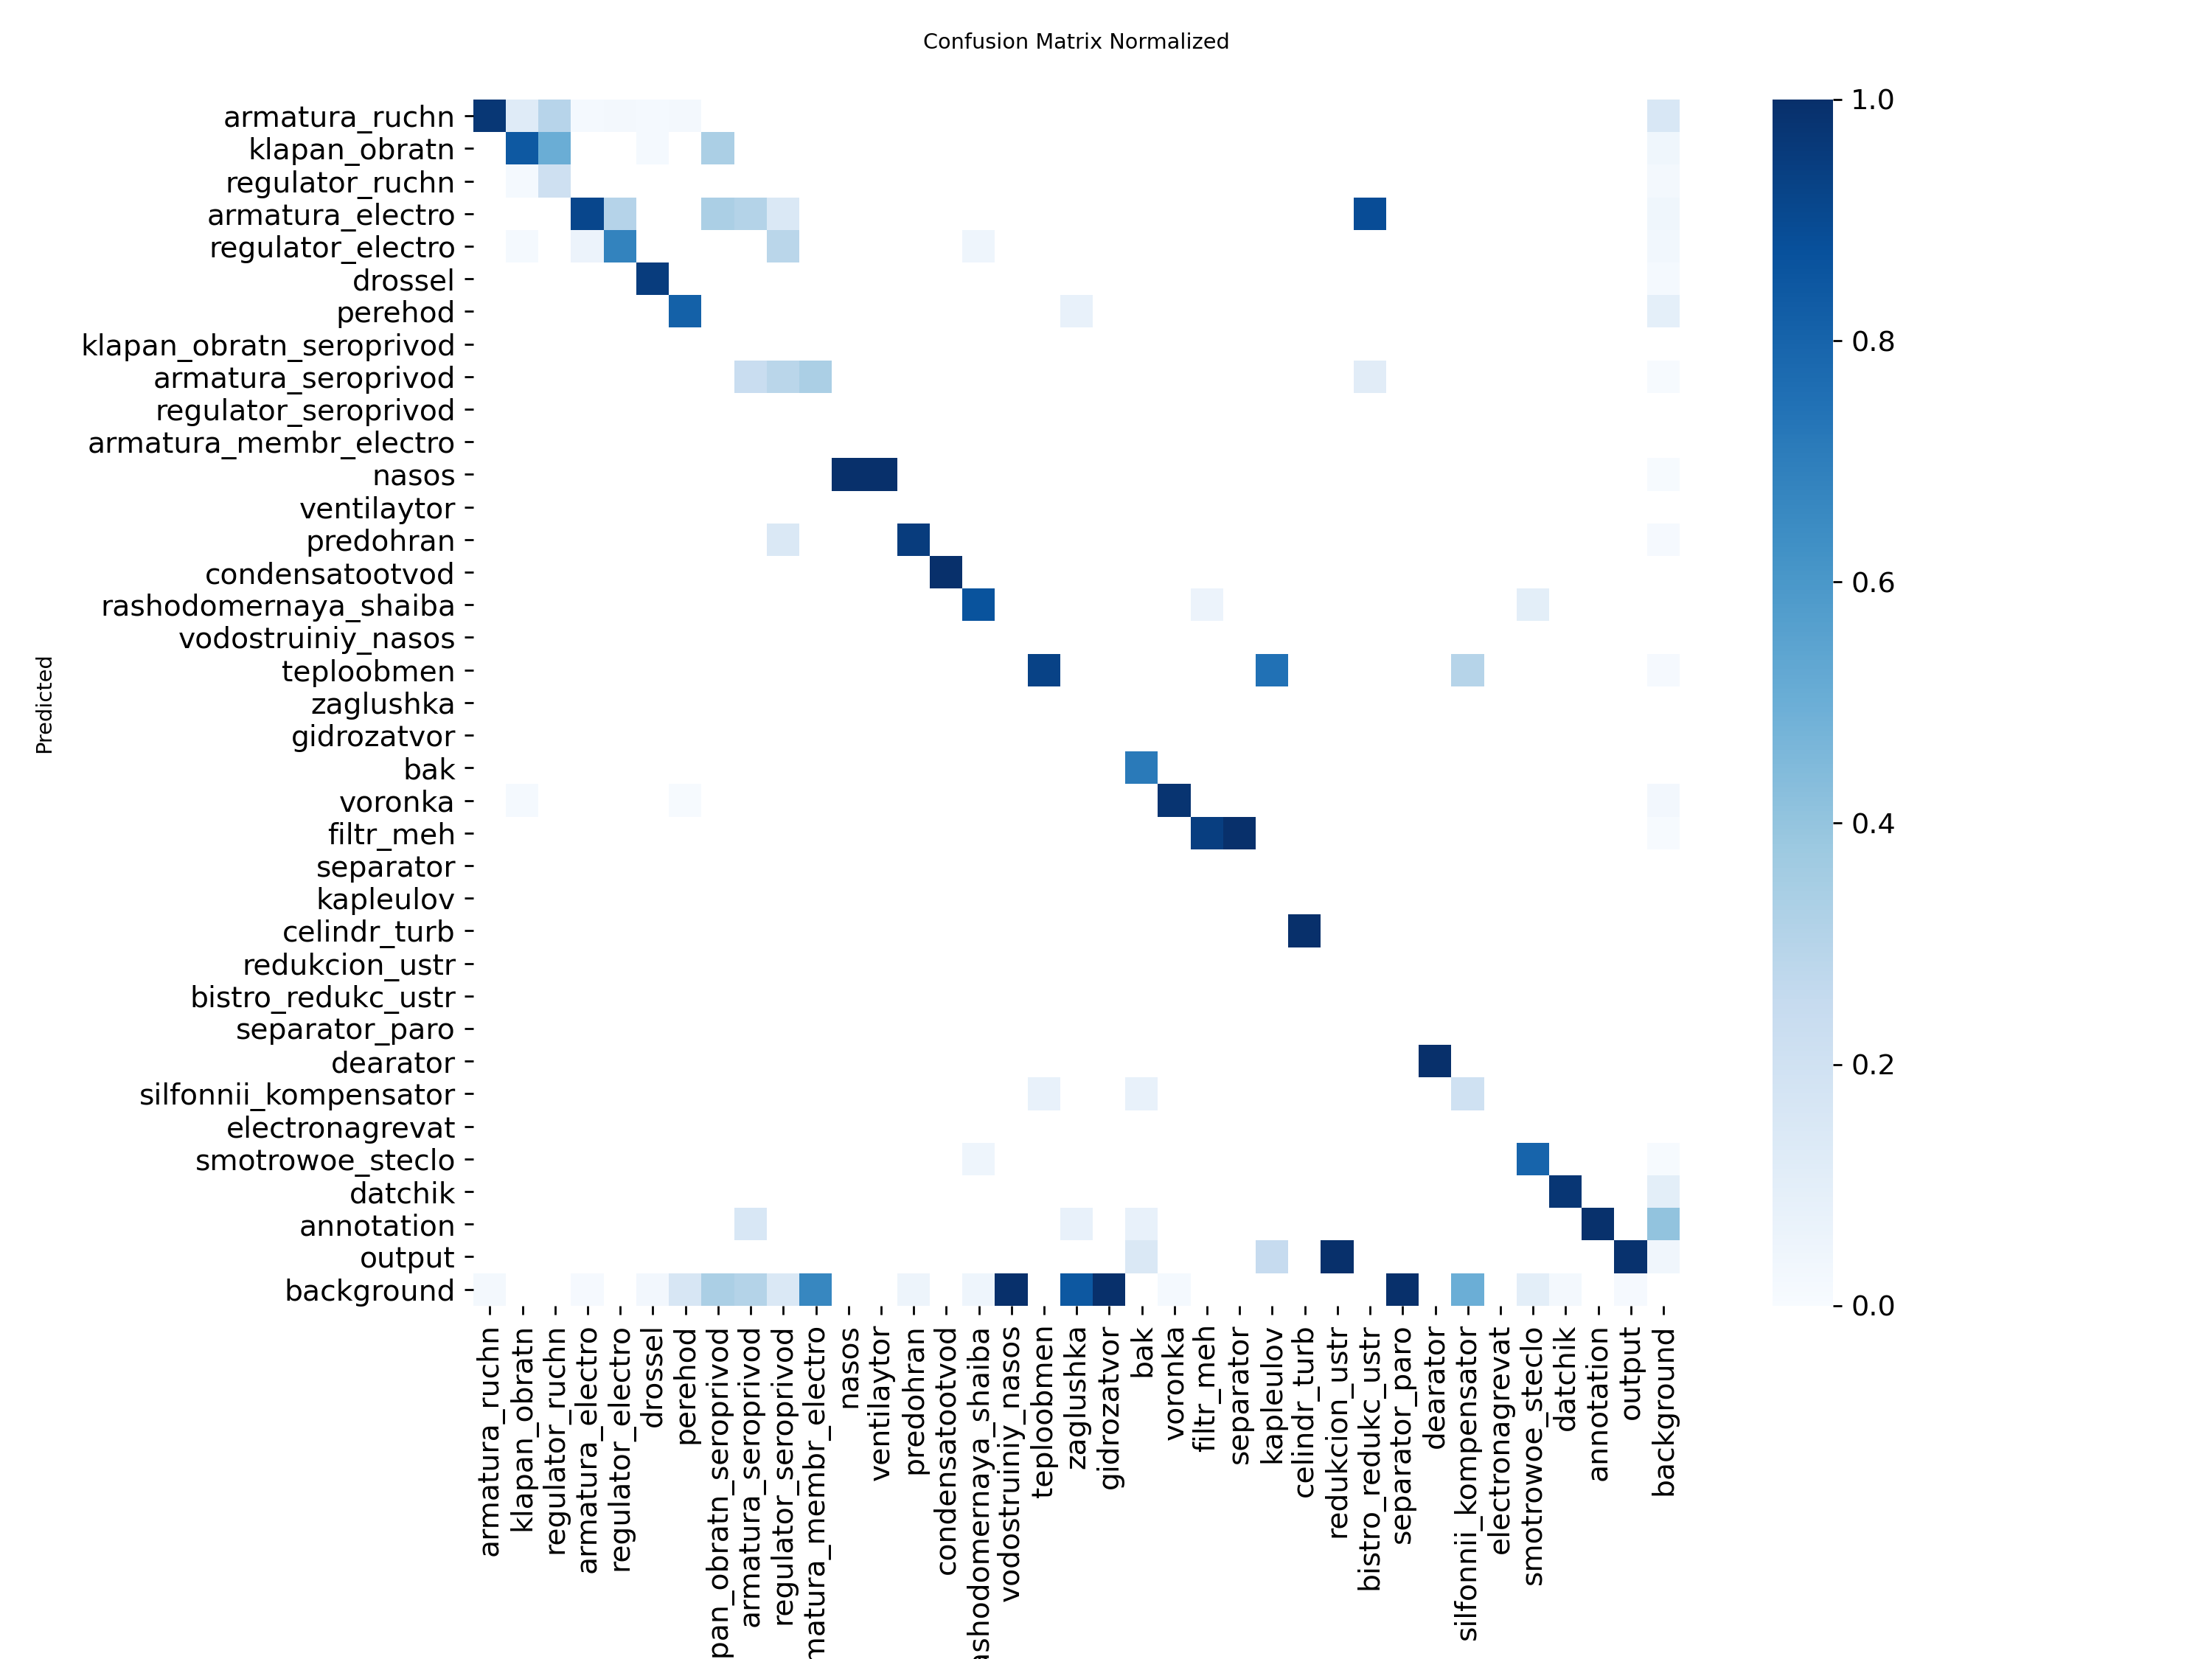 Confusion Matrix Normalized
armatura_ruchn
klapan_obratn
regulator_ruchn
armatura_electro
regulator_electro
drossel
perehod
klapan_obratn_seroprivod
armatura_seroprivod
regulator_seroprivod
armatura_membr_electro
nasos
ventilaytor
predohran
condensatootvod
rashodomernaya_shaiba
vodostruiniy_nasos
teploobmen
zaglushka
gidrozatvor
bak
voronka
filtr_meh
separator
kapleulov
celindr_turb
redukcion_ustr
bistro_redukc_ustr
separator_paro
dearator
silfonnii_kompensator
electronagrevat
smotrowoe_steclo
datchik
annotation
output
background
Predicted
armatura_ruchn
klapan_obratn
regulator_ruchn
armatura_electro
regulator_electro
drossel
perehod
pan_obratn_seroprivod
armatura_seroprivod
regulator_seroprivod
matura_membr_electro
nasos
ventilaytor
predohran
condensatootvod
ashodomernaya_shaiba
vodostruiniy_nasos
teploobmen
zaglushka
gidrozatvor
bak
voronka
filtr_meh
separator
kapleulov
celindr_turb
redukcion_ustr
bistro_redukc_ustr
separator_paro
dearator
silfonnii_kompensator
electronagrevat
smotrowoe_steclo
datchik
annotation
output
background
1.0
0.8
0.6
0.4
0.2
0.0